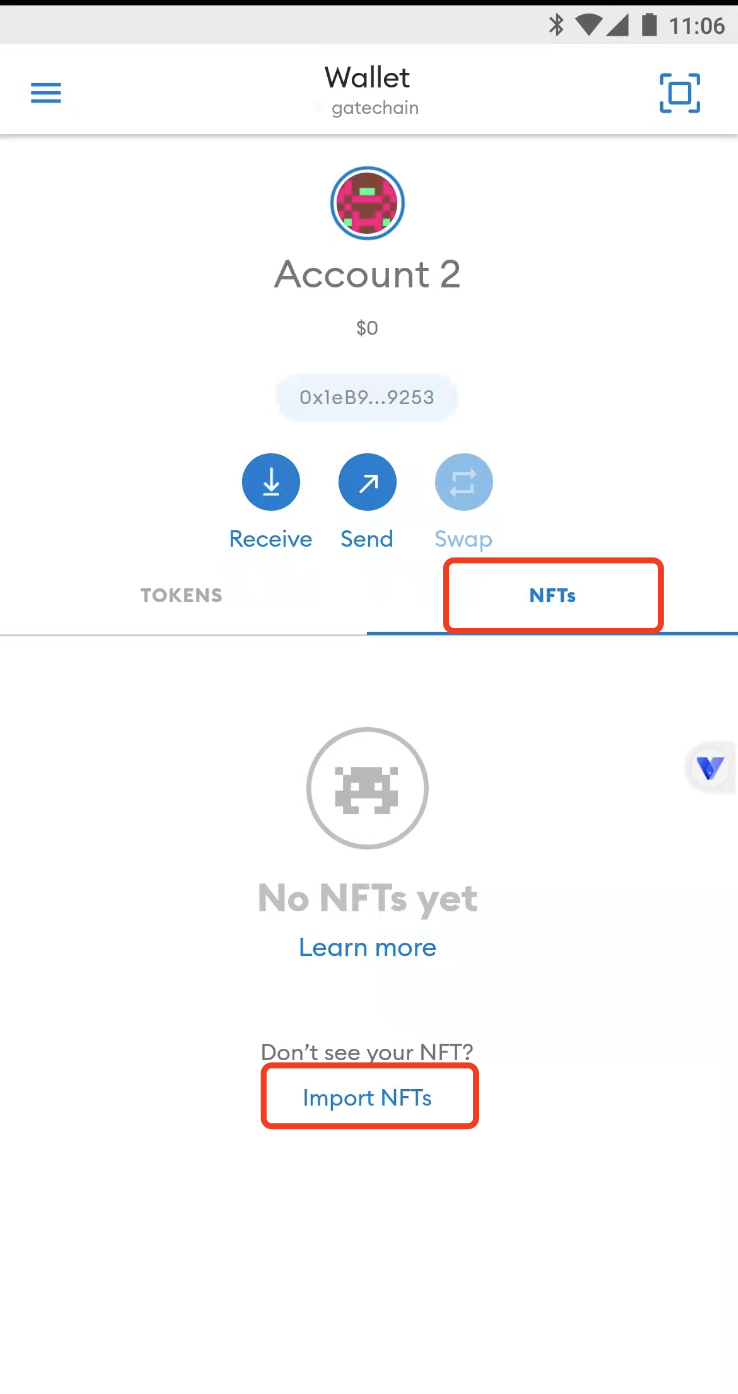 11:06
Wallet
gatechain
Account 2
$0
0x1eB9...9253
Receive Send Swap
TOKENS NFTs
No NFTs yet
Learn more
Don’t see your NFT?
Import NFTs